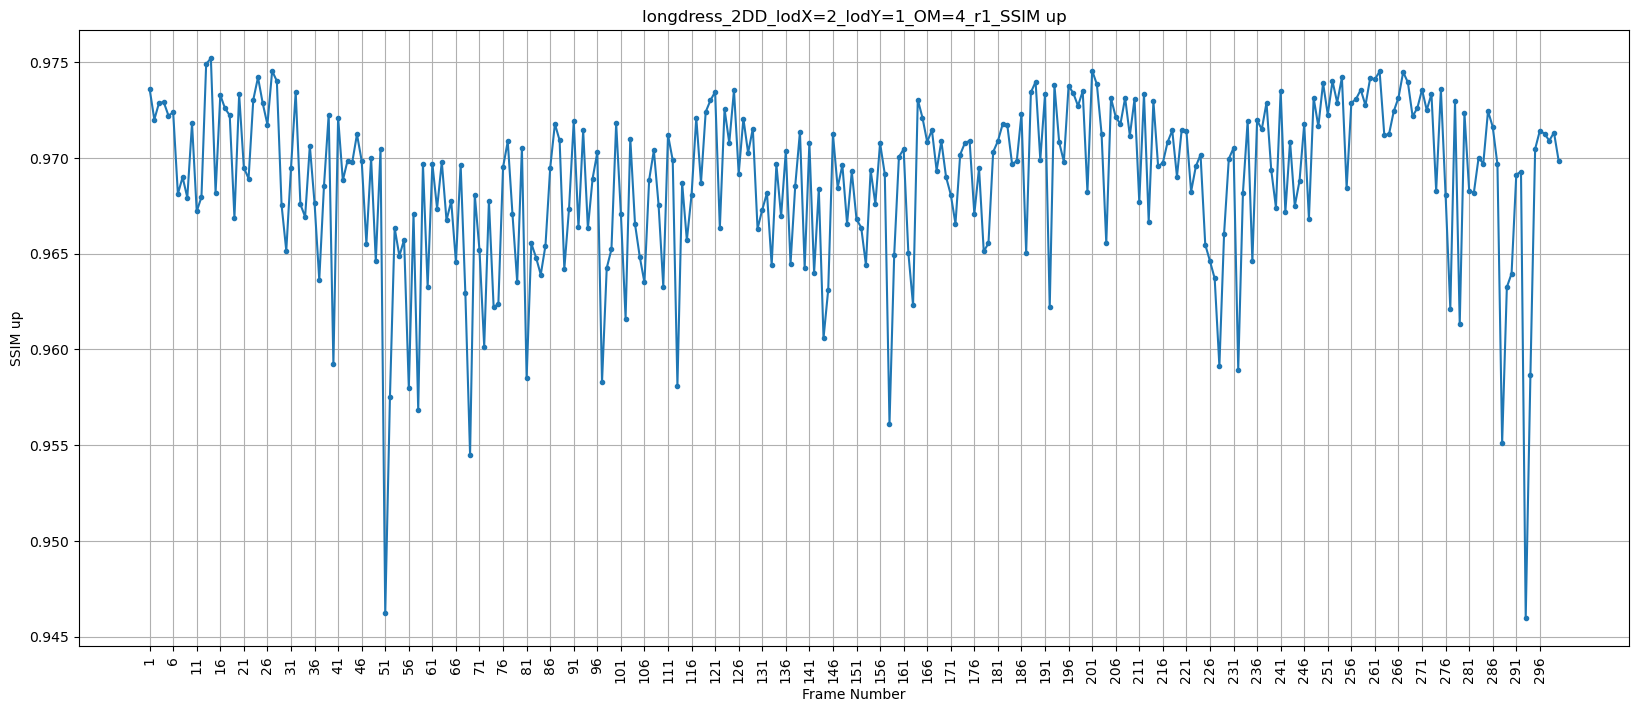 longdress_2DD_lodX=2_lodY=1_OM=4_r1_SSIM up
0.975
0.970
0.965
0.960
0.955
0.950
0.945
SSIM up
1 6 11 16 21 26 31 36 41 46 51 56 61 66 71 76 81 86 91 96 101 106 111 116 121 126 131 136 141 146 151 156 161 166 171 176 181 186 191 196 201 206 211 216 221 226 231 236 241 246 251 256 261 266 271 276 281 286 291 296
Frame Number